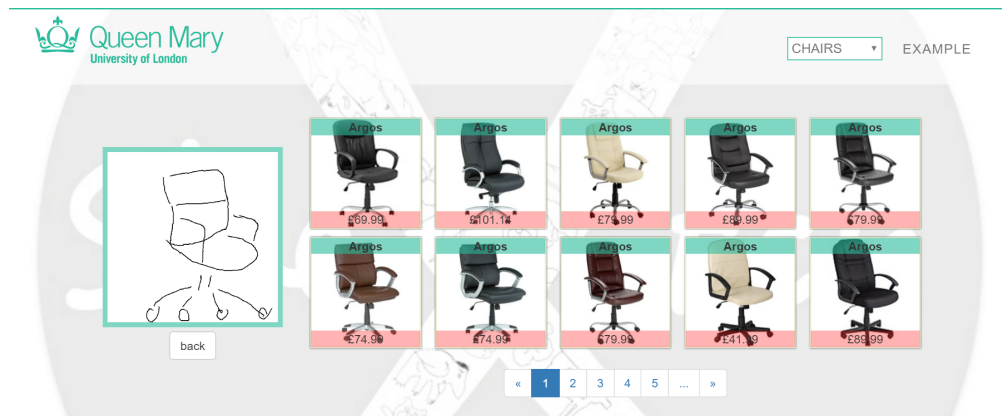 Queen Mary
University of London
CHAIRS
EXAMPLE
Argos Argos Argos Argos Argos
£69.99 £101.14 £79.99 £89.99 £79.99
Argos Argos Argos Argos Argos
£74.99 £74.99 £79.99 £41.99 £89.99
back
« 1 2 3 4 5 ... »